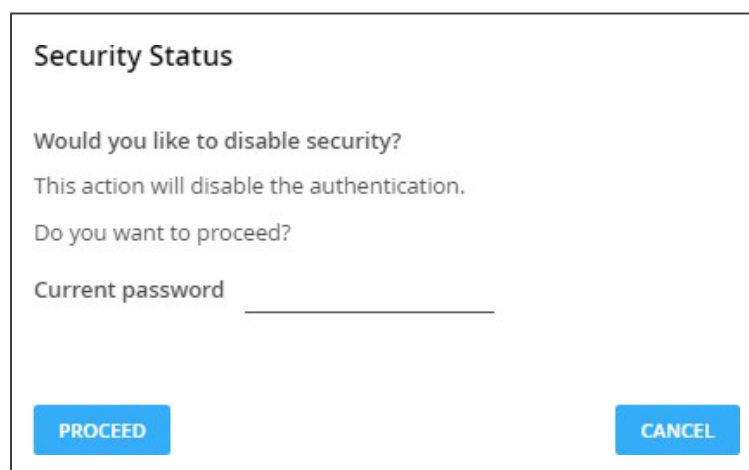 Security Status
Would you like to disable security?
This action will disable the authentication.
Do you want to proceed?
Current password
PROCEED
CANCEL